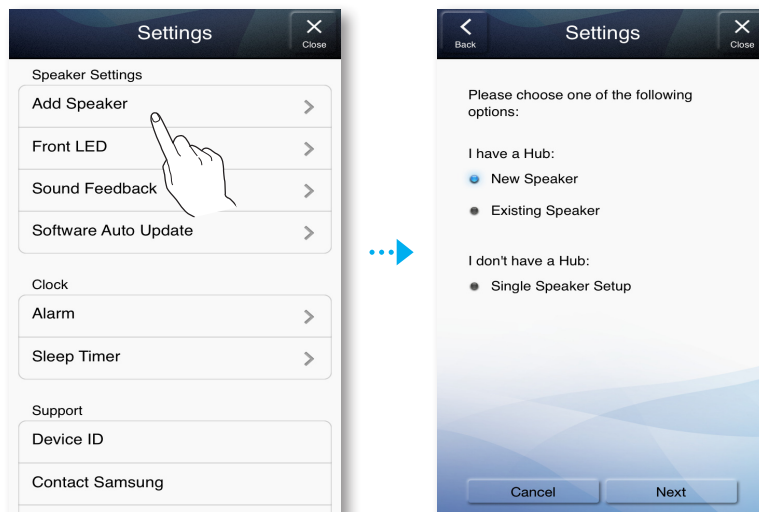 Settings
Close
Speaker Settings
Add Speaker
Front LED
Sound Feedback
Software Auto Update
Clock
Alarm
Sleep Timer
Support
Device ID
Contact Samsung
Back
Settings
Close
Please choose one of the following
options:
I have a Hub:
New Speaker
Existing Speaker
I don't have a Hub:
Single Speaker Setup
Cancel
Next